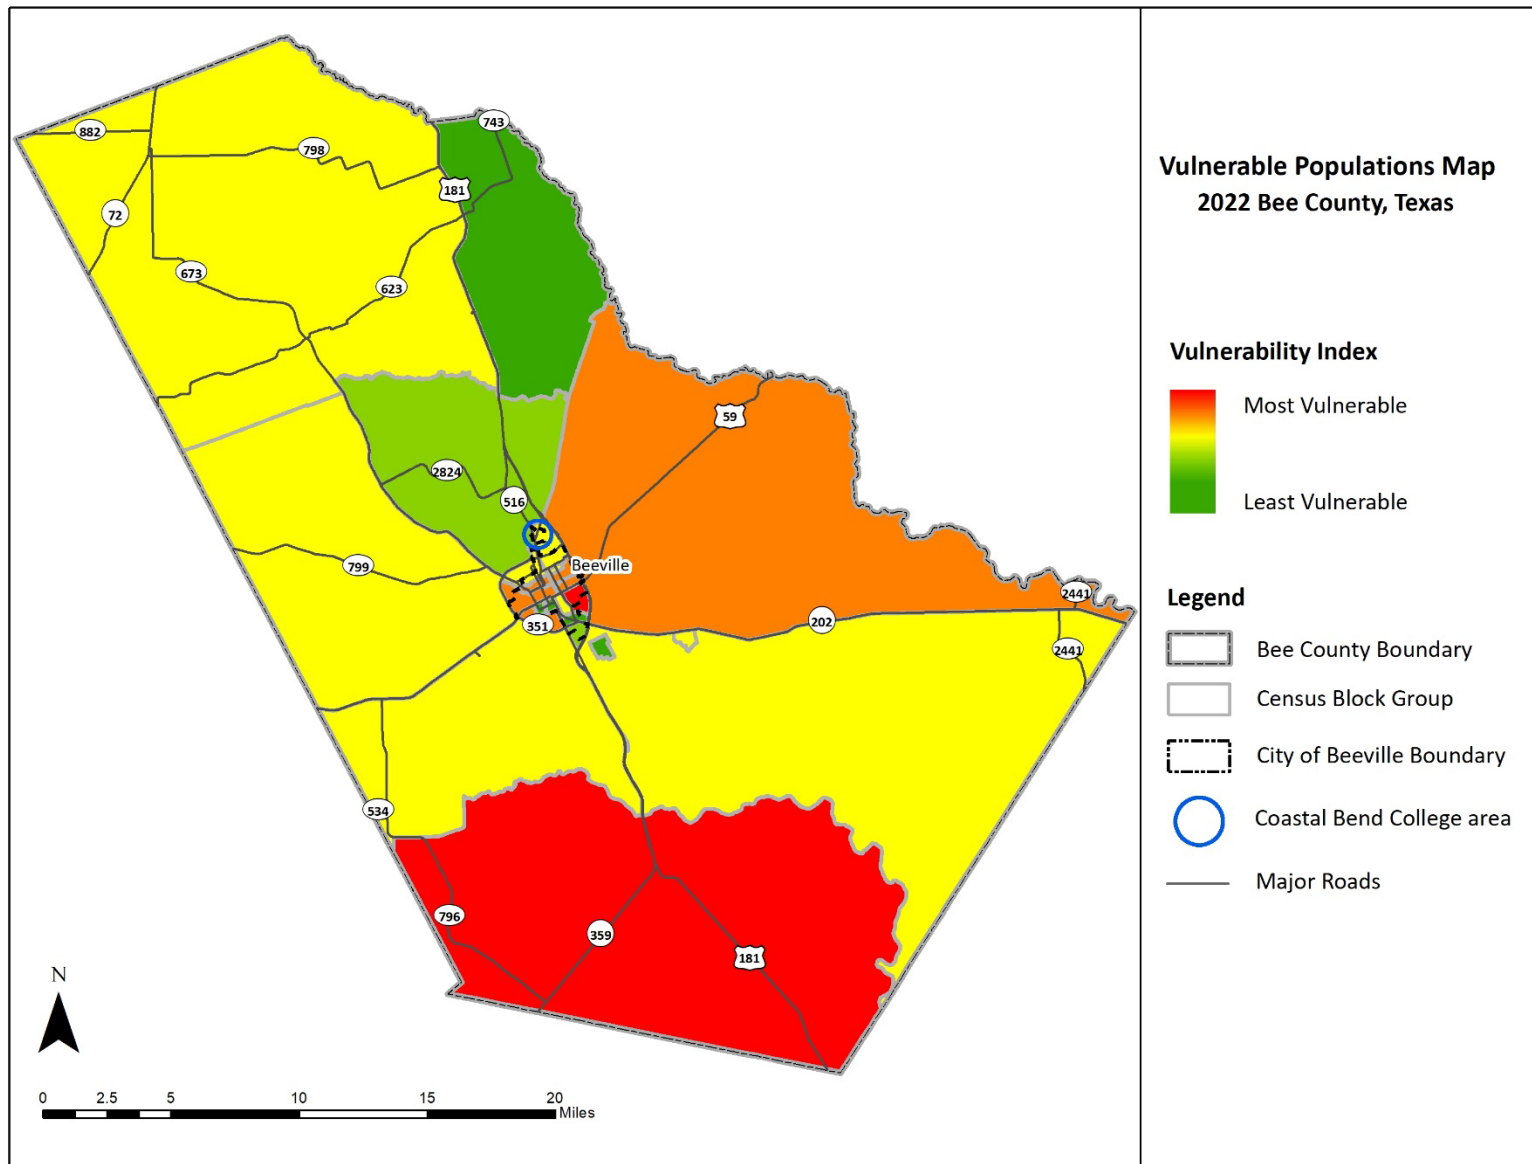 Vulnerable Populations Map
2022 Bee County, Texas
Vulnerability Index
Most Vulnerable
Least Vulnerable
Legend
Bee County Boundary
Census Block Group
City of Beeville Boundary
Coastal Bend College area
Major Roads
743
882
798
181
72
673
623
59
2824
516
799
Beeville
2441
351
202
2441
534
796
359
181
N
0 2.5 5 10 15 20
Miles